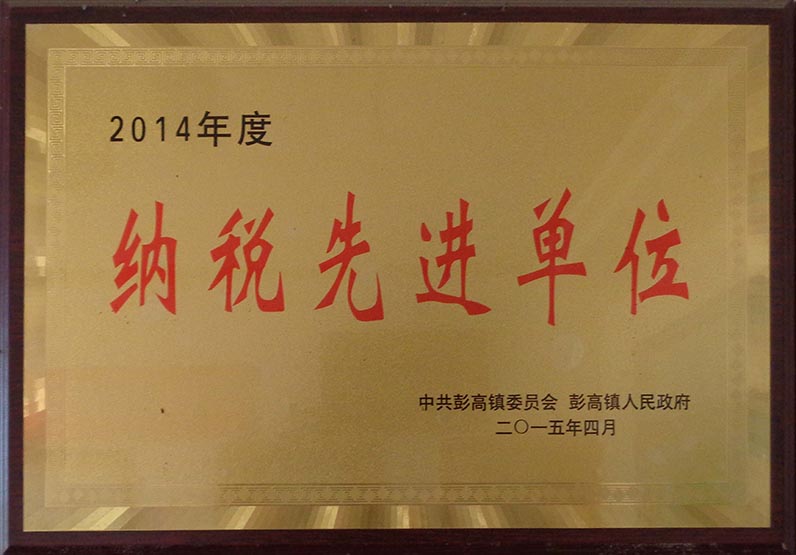 2014年度
纳税先进单位
中共彭高镇委员会 彭高镇人民政府
二〇一五年四月